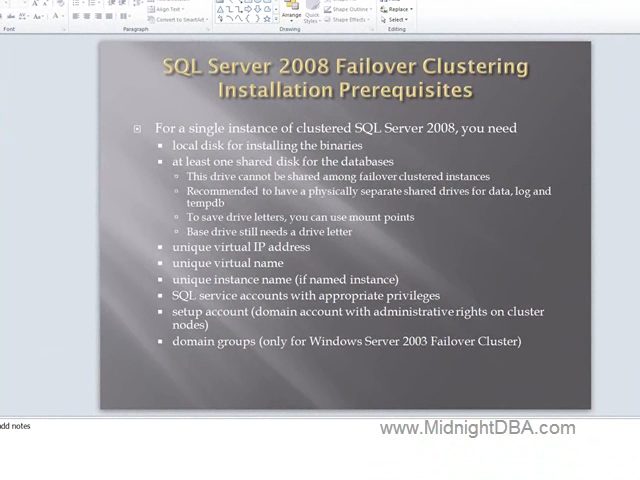 Align Text
Convert to SmartArt
Arrange
Quick
Styles
Shape Outline
Shape Effects
Replace
Select
Font
Paragraph
Drawing
Editing
SQL Server 2008 Failover Clustering
Installation Prerequisites
For a single instance of clustered SQL Server 2008, you need
local disk for installing the binaries
at least one shared disk for the databases
This drive cannot be shared among failover clustered instances
Recommended to have a physically separate shared drives for data, log and
tempdb
To save drive letters, you can use mount points
Base drive still needs a drive letter
unique virtual IP address
unique virtual name
unique instance name (if named instance)
SQL service accounts with appropriate privileges
setup account (domain account with administrative rights on cluster
nodes)
domain groups (only for Windows Server 2003 Failover Cluster)
add notes
www.MidnightDBA.com